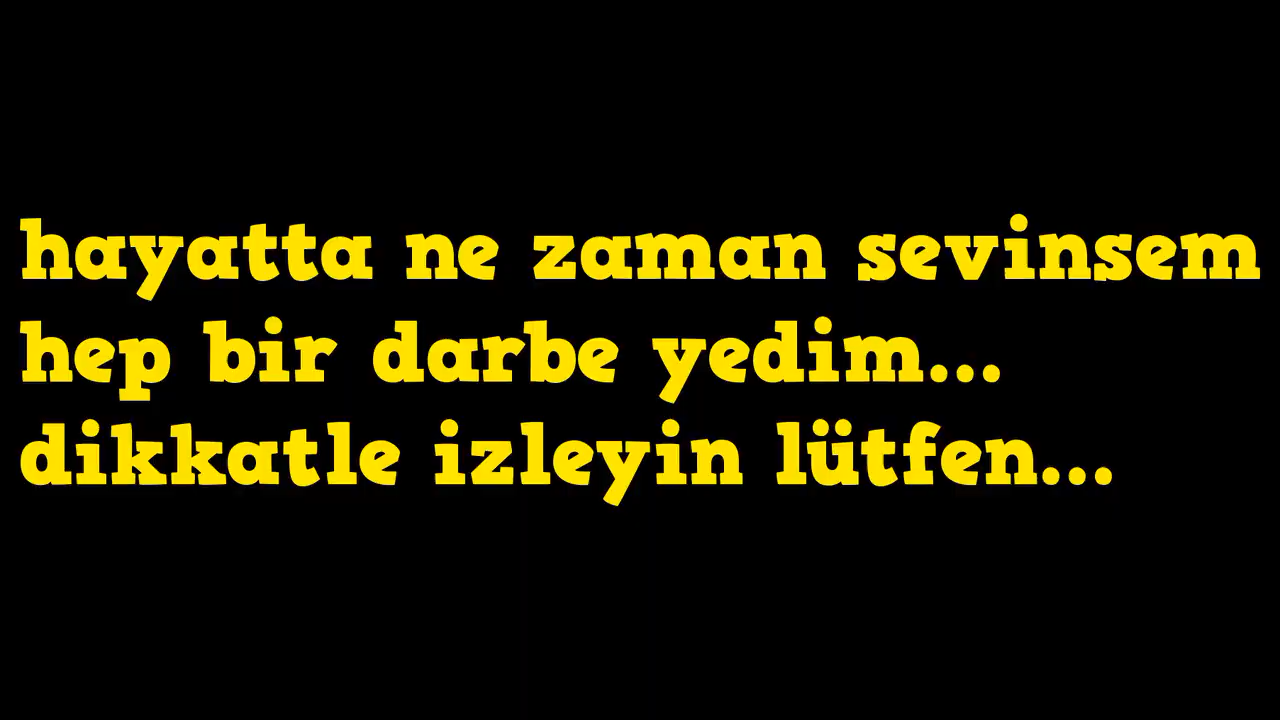 hayatta ne zaman sevinsem
hep bir darbe yedim...
dikkatle izleyin lütfen...